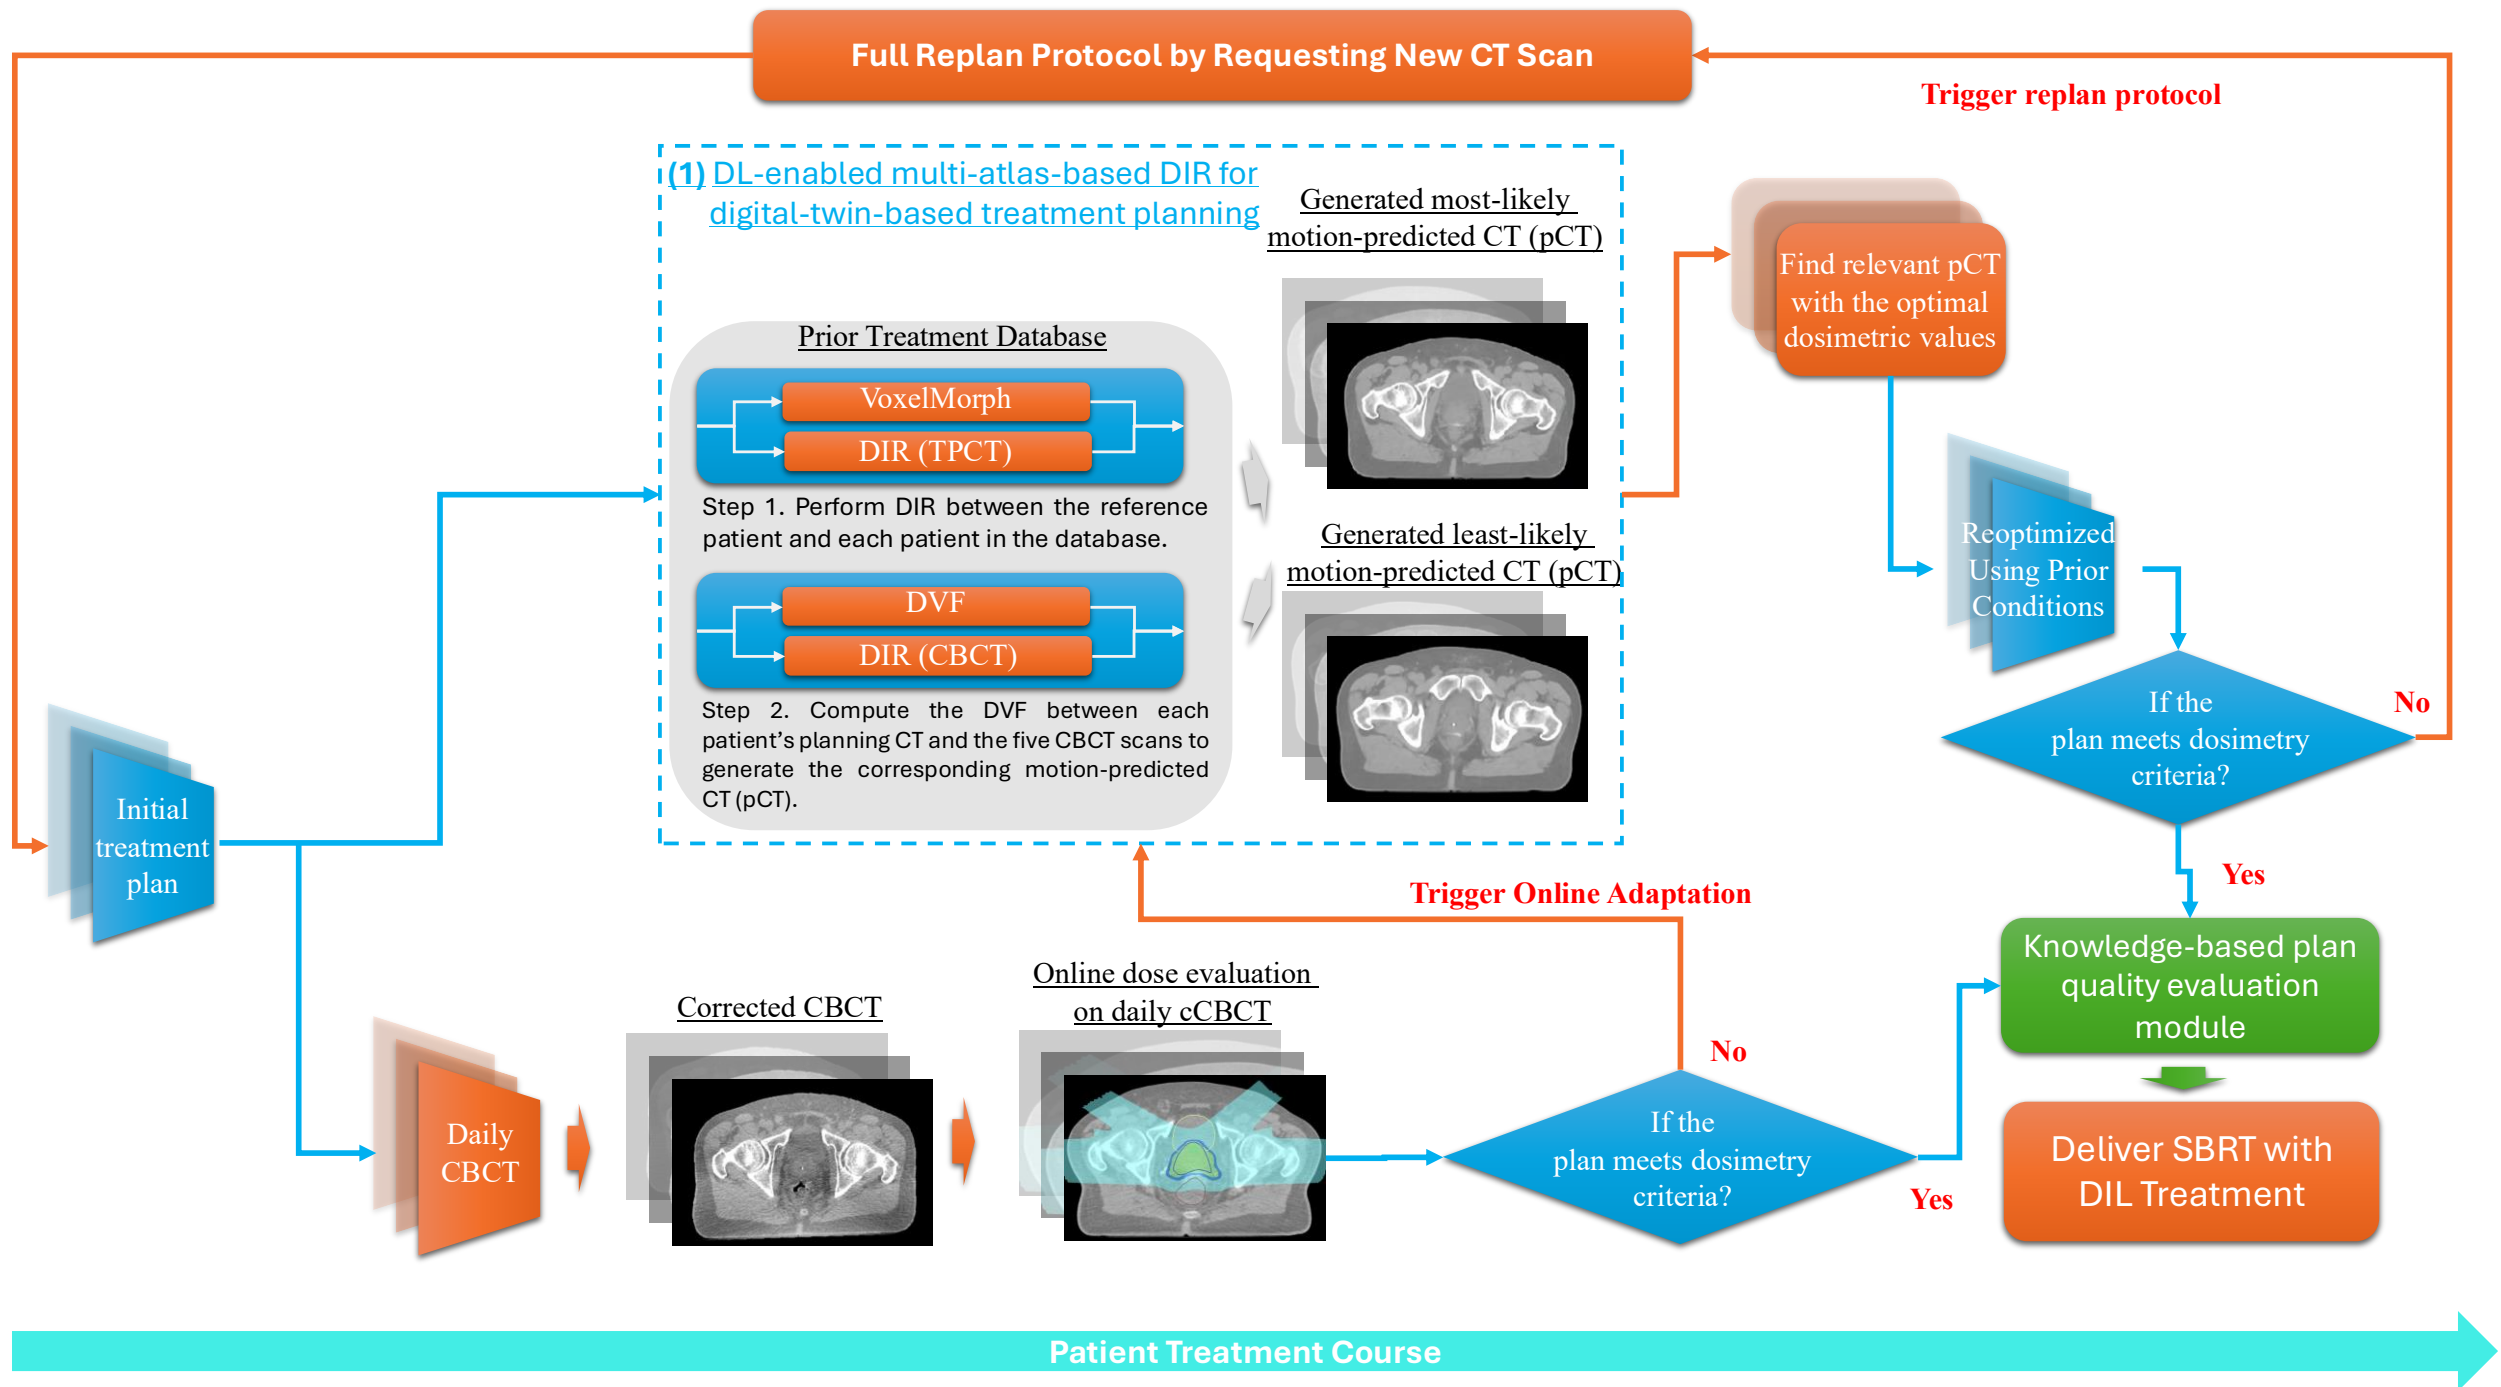 Full Replan Protocol by Requesting New CT Scan
Trigger replan protocol
(1) DL-enabled multi-atlas-based DIR for
digital-twin-based treatment planning
Generated most-likely
motion-predicted CT (pCT)
Prior Treatment Database
VoxelMorph
DIR (TPCT)
Step 1. Perform DIR between the reference
patient and each patient in the database.
DVF
DIR (CBCT)
Step 2. Compute the DVF between each
patient's planning CT and the five CBCT scans to
generate the corresponding motion-predicted
CT (pCT).
Generated least-likely
motion-predicted CT (pCT)
Find relevant pCT
with the optimal
dosimetric values
Reoptimized
Using Prior
Conditions
If the
plan meets dosimetry
criteria?
No
Yes
Initial
treatment
plan
Trigger Online Adaptation
Daily
CBCT
Corrected CBCT
Online dose evaluation
on daily cCBCT
If the
plan meets dosimetry
criteria?
No
Yes
Knowledge-based plan
quality evaluation
module
Deliver SBRT with
DIL Treatment
Patient Treatment Course